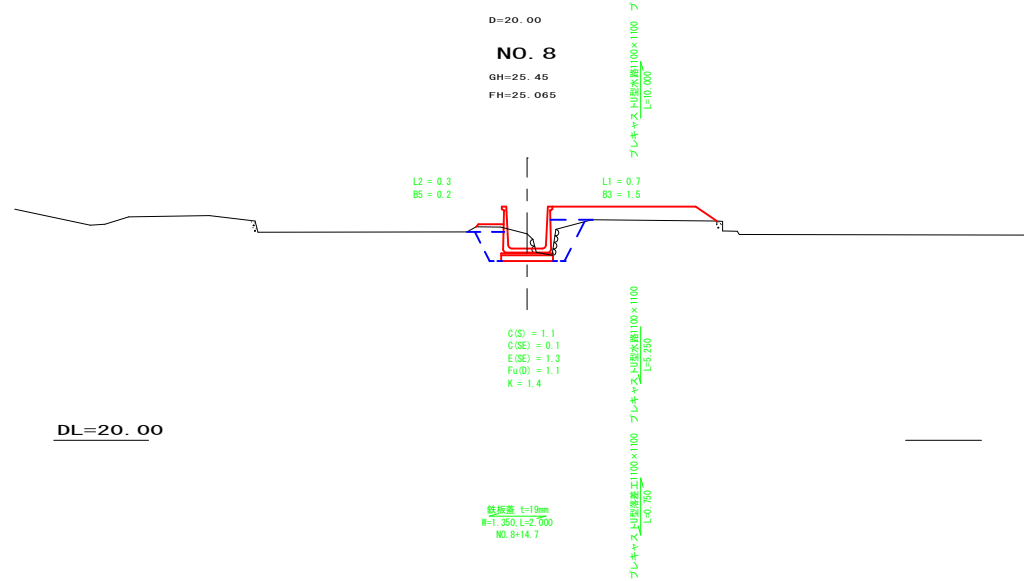 D=20.00
NO. 8
GH=25.45
FH=25.065
プレキャストU型水路1100×1100
L=10.000
プ
L2 = 0.3
B5 = 0.2
L1 = 0.7
B3 = 1.5
C(S) = 1.1
C(SE) = 0.1
E(SE) = 1.3
Fu(D) = 1.1
K = 1.4
プレキャストU型水路1100×1100
L=5.250
DL=20.00
プレキャストU型落差工1100×1100
L=0.750
鉄板蓋 t=19mm
W=1.350,L=2.000
NO.8+14.7